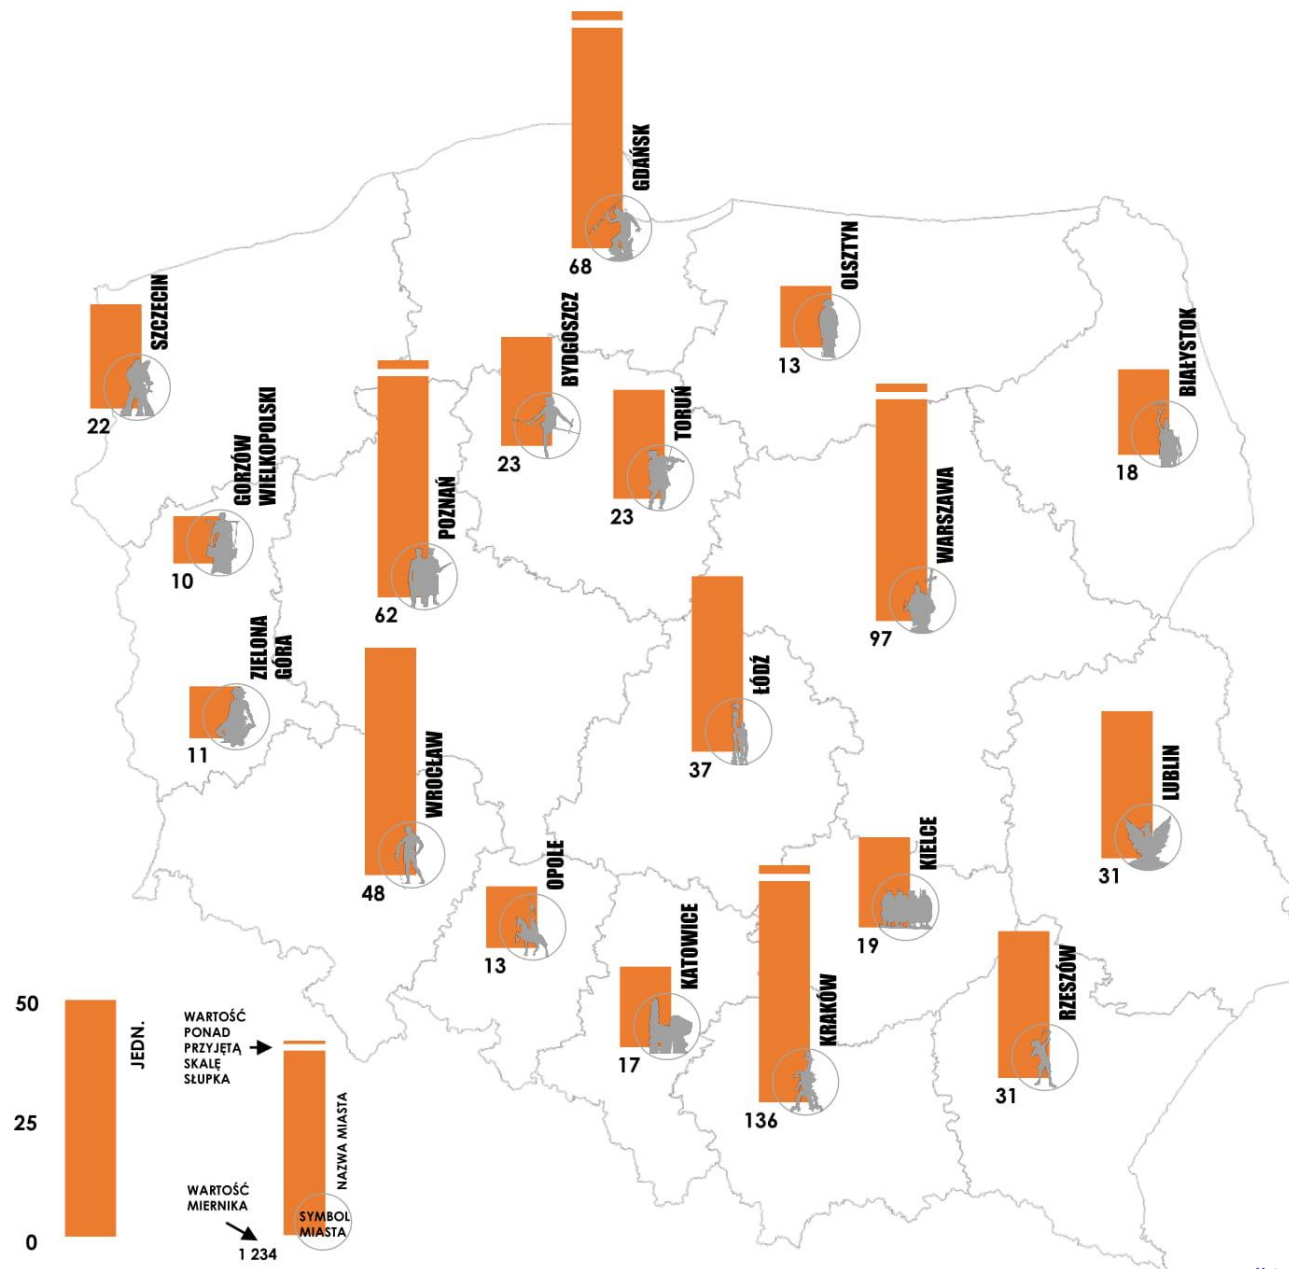 GDAŃSK
68
OLSZTYN
13
SZCZECIN
22
BYDGOSZCZ
23
TORUŃ
23
BIAŁYSTOK
18
GORZÓW
WIELKOPOLSKI
10
POZNAŃ
62
WARSZAWA
97
ZIELONA
GÓRA
11
WROCŁAW
48
ŁÓDŹ
37
LUBLIN
31
OPOLE
13
KATOWICE
17
KRAKÓW
136
KIELCE
19
RZESZÓW
31
50
25
0
JEDN.
WARTOŚĆ
PONAD
PRZYJĘTĄ
SKALĘ
SŁUPKA
NAZWA MIASTA
WARTOŚĆ
MIERNIKA
1 234
SYMBOL
MIASTA